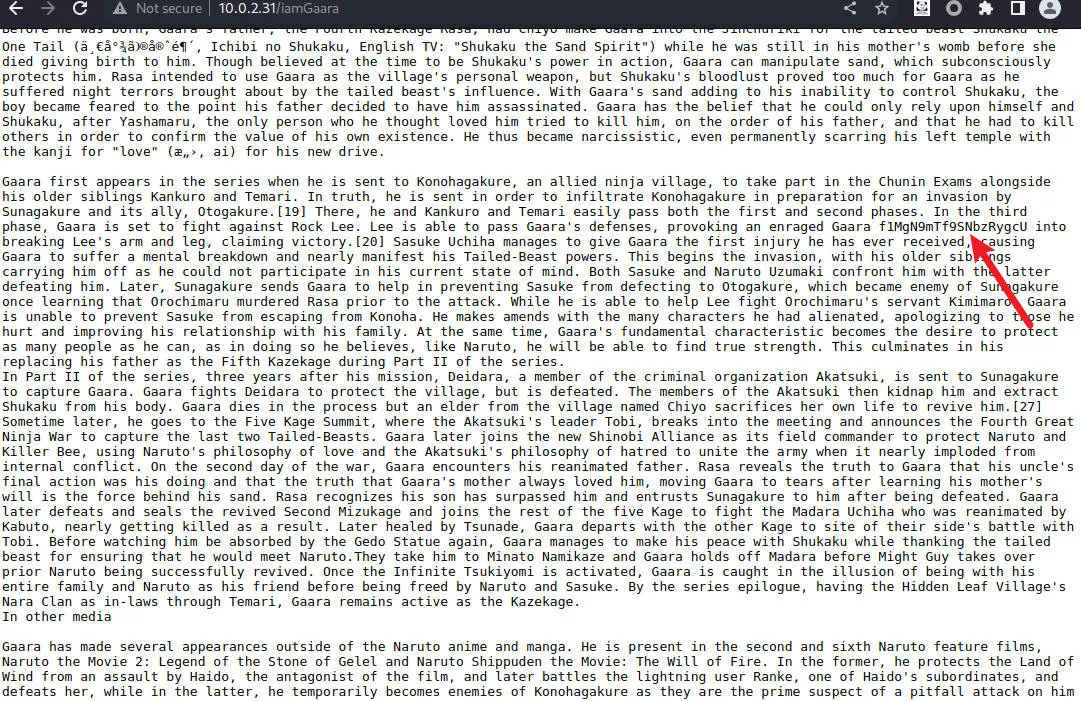 Not secure | 10.0.2.31/iamGaara
Before he was born, Gaara's father, the Fourth Kazekage Rasa, had Chiyo make Gaara into the Jinchuriki for the tailed beast Shukaku the
One Tail (ä¸€å°¾ã®å®ˆé¶´, Ichibi no Shukaku, English TV: "Shukaku the Sand Spirit") while he was still in his mother's womb before she
died giving birth to him. Though believed at the time to be Shukaku's power in action, Gaara can manipulate sand, which subconsciously
protects him. Rasa intended to use Gaara as the village's personal weapon, but Shukaku's bloodlust proved too much for Gaara as he
suffered night terrors brought about by the tailed beast's influence. With Gaara's sand adding to his inability to control Shukaku, the
boy became feared to the point his father decided to have him assassinated. Gaara has the belief that he could only rely upon himself and
Shukaku, after Yashamaru, the only person who he thought loved him tried to kill him, on the order of his father, and that he had to kill
others in order to confirm the value of his own existence. He thus became narcissistic, even permanently scarring his left temple with
the kanji for "love" (æ„›, ai) for his new drive.
Gaara first appears in the series when he is sent to Konohagakure, an allied ninja village, to take part in the Chunin Exams alongside
his older siblings Kankuro and Temari. In truth, he is sent in order to infiltrate Konohagakure in preparation for an invasion by
Sunagakure and its ally, Otogakure.[19] There, he and Kankuro and Temari easily pass both the first and second phases. In the third
phase, Gaara is set to fight against Rock Lee. Lee is able to pass Gaara's defenses, provoking an enraged Gaara f1MgN9mTf9SNbzRygcU into
breaking Lee's arm and leg, claiming victory.[20] Sasuke Uchiha manages to give Gaara the first injury he has ever received, causing
Gaara to suffer a mental breakdown and nearly manifest his Tailed-Beast powers. This begins the invasion, with his older siblings
carrying him off as he could not participate in his current state of mind. Both Sasuke and Naruto Uzumaki confront him with the latter
defeating him. Later, Sunagakure sends Gaara to help in preventing Sasuke from defecting to Otogakure, which became enemy of Sunagakure
once learning that Orochimaru murdered Rasa prior to the attack. While he is able to help Lee fight Orochimaru's servant Kimimaro, Gaara
is unable to prevent Sasuke from escaping from Konoha. He makes amends with the many characters he had alienated, apologizing to those he
hurt and improving his relationship with his family. At the same time, Gaara's fundamental characteristic becomes the desire to protect
as many people as he can, as in doing so he believes, like Naruto, he will be able to find true strength. This culminates in his
replacing his father as the Fifth Kazekage during Part II of the series.
In Part II of the series, three years after his mission, Deidara, a member of the criminal organization Akatsuki, is sent to Sunagakure
to capture Gaara. Gaara fights Deidara to protect the village, but is defeated. The members of the Akatsuki then kidnap him and extract
Shukaku from his body. Gaara dies in the process but an elder from the village named Chiyo sacrifices her own life to revive him.[27]
Sometime later, he goes to the Five Kage Summit, where the Akatsuki's leader Tobi, breaks into the meeting and announces the Fourth Great
Ninja War to capture the last two Tailed-Beasts. Gaara later joins the new Shinobi Alliance as its field commander to protect Naruto and
Killer Bee, using Naruto's philosophy of love and the Akatsuki's philosophy of hatred to unite the army when it nearly imploded from
internal conflict. On the second day of the war, Gaara encounters his reanimated father. Rasa reveals the truth to Gaara that his uncle's
final action was his doing and that the truth that Gaara's mother always loved him, moving Gaara to tears after learning his mother's
will is the force behind his sand. Rasa recognizes his son has surpassed him and entrusts Sunagakure to him after being defeated. Gaara
later defeats and seals the revived Second Mizukage and joins the rest of the five Kage to fight the Madara Uchiha who was reanimated by
Kabuto, nearly getting killed as a result. Later healed by Tsunade, Gaara departs with the other Kage to site of their side's battle with
Tobi. Before watching him be absorbed by the Gedo Statue again, Gaara manages to make his peace with Shukaku while thanking the tailed
beast for ensuring that he would meet Naruto.They take him to Minato Namikaze and Gaara holds off Madara before Might Guy takes over
prior Naruto being successfully revived. Once the Infinite Tsukiyomi is activated, Gaara is caught in the illusion of being with his
entire family and Naruto as his friend before being freed by Naruto and Sasuke. By the series epilogue, having the Hidden Leaf Village's
Nara Clan as in-laws through Temari, Gaara remains active as the Kazekage.
In other media
Gaara has made several appearances outside of the Naruto anime and manga. He is present in the second and sixth Naruto feature films,
Naruto the Movie 2: Legend of the Stone of Gelel and Naruto Shippuden the Movie: The Will of Fire. In the former, he protects the Land of
Wind from an assault by Haido, the antagonist of the film, and later battles the lightning user Ranke, one of Haido's subordinates, and
defeats her, while in the latter, he temporarily becomes enemies of Konohagakure as they are the prime suspect of a pitfall attack on him